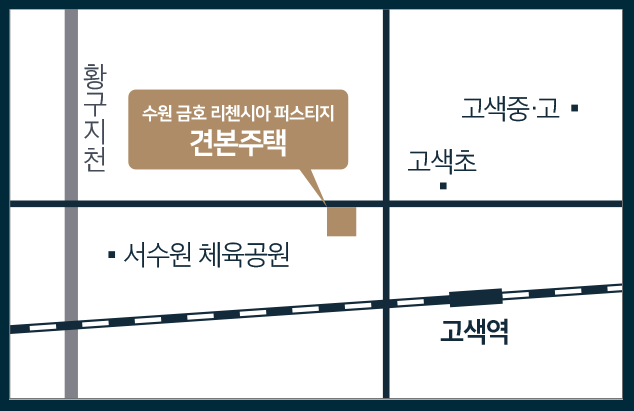 황구지천
수원 금호 리첸시아 퍼스티지
견본주택
고색중·고
고색초
서수원 체육공원
고색역